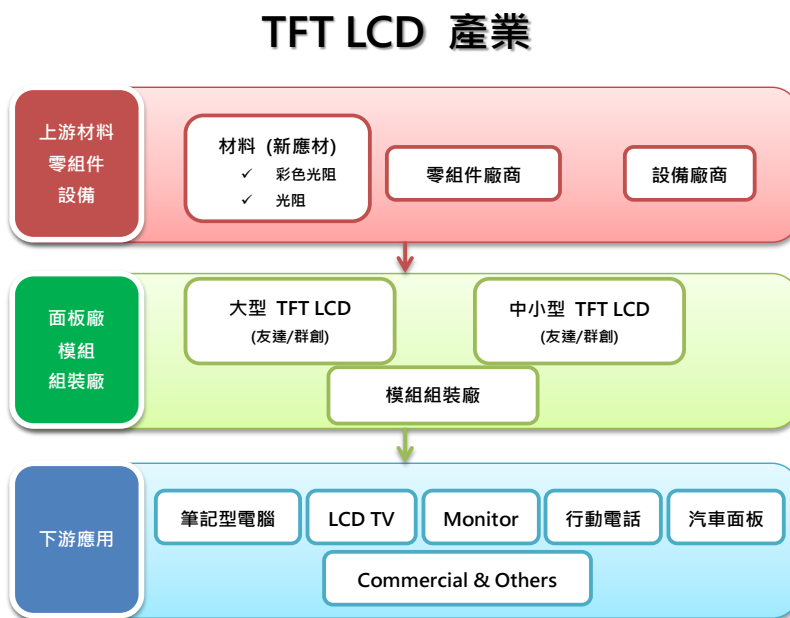 TFT LCD 產業
上游材料
零組件
設備
材料 (新應材)
✓ 彩色光阻
✓ 光阻
零組件廠商
設備廠商
面板廠
模組
組裝廠
大型 TFT LCD
(友達/群創)
中小型 TFT LCD
(友達/群創)
模組組裝廠
下游應用
筆記型電腦
LCD TV
Monitor
行動電話
汽車面板
Commercial & Others